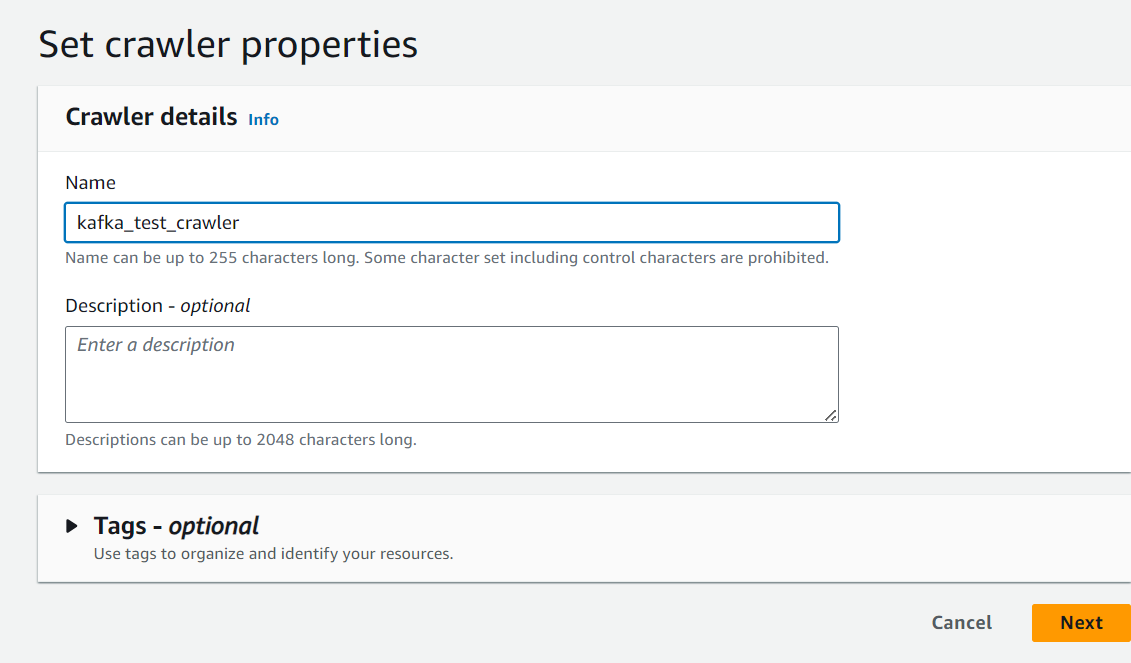 Set crawler properties
Crawler details Info
Name
kafka_test_crawler
Name can be up to 255 characters long. Some character set including control characters are prohibited.
Description - optional
Enter a description
Descriptions can be up to 2048 characters long.
Tags - optional
Use tags to organize and identify your resources.
Cancel Next